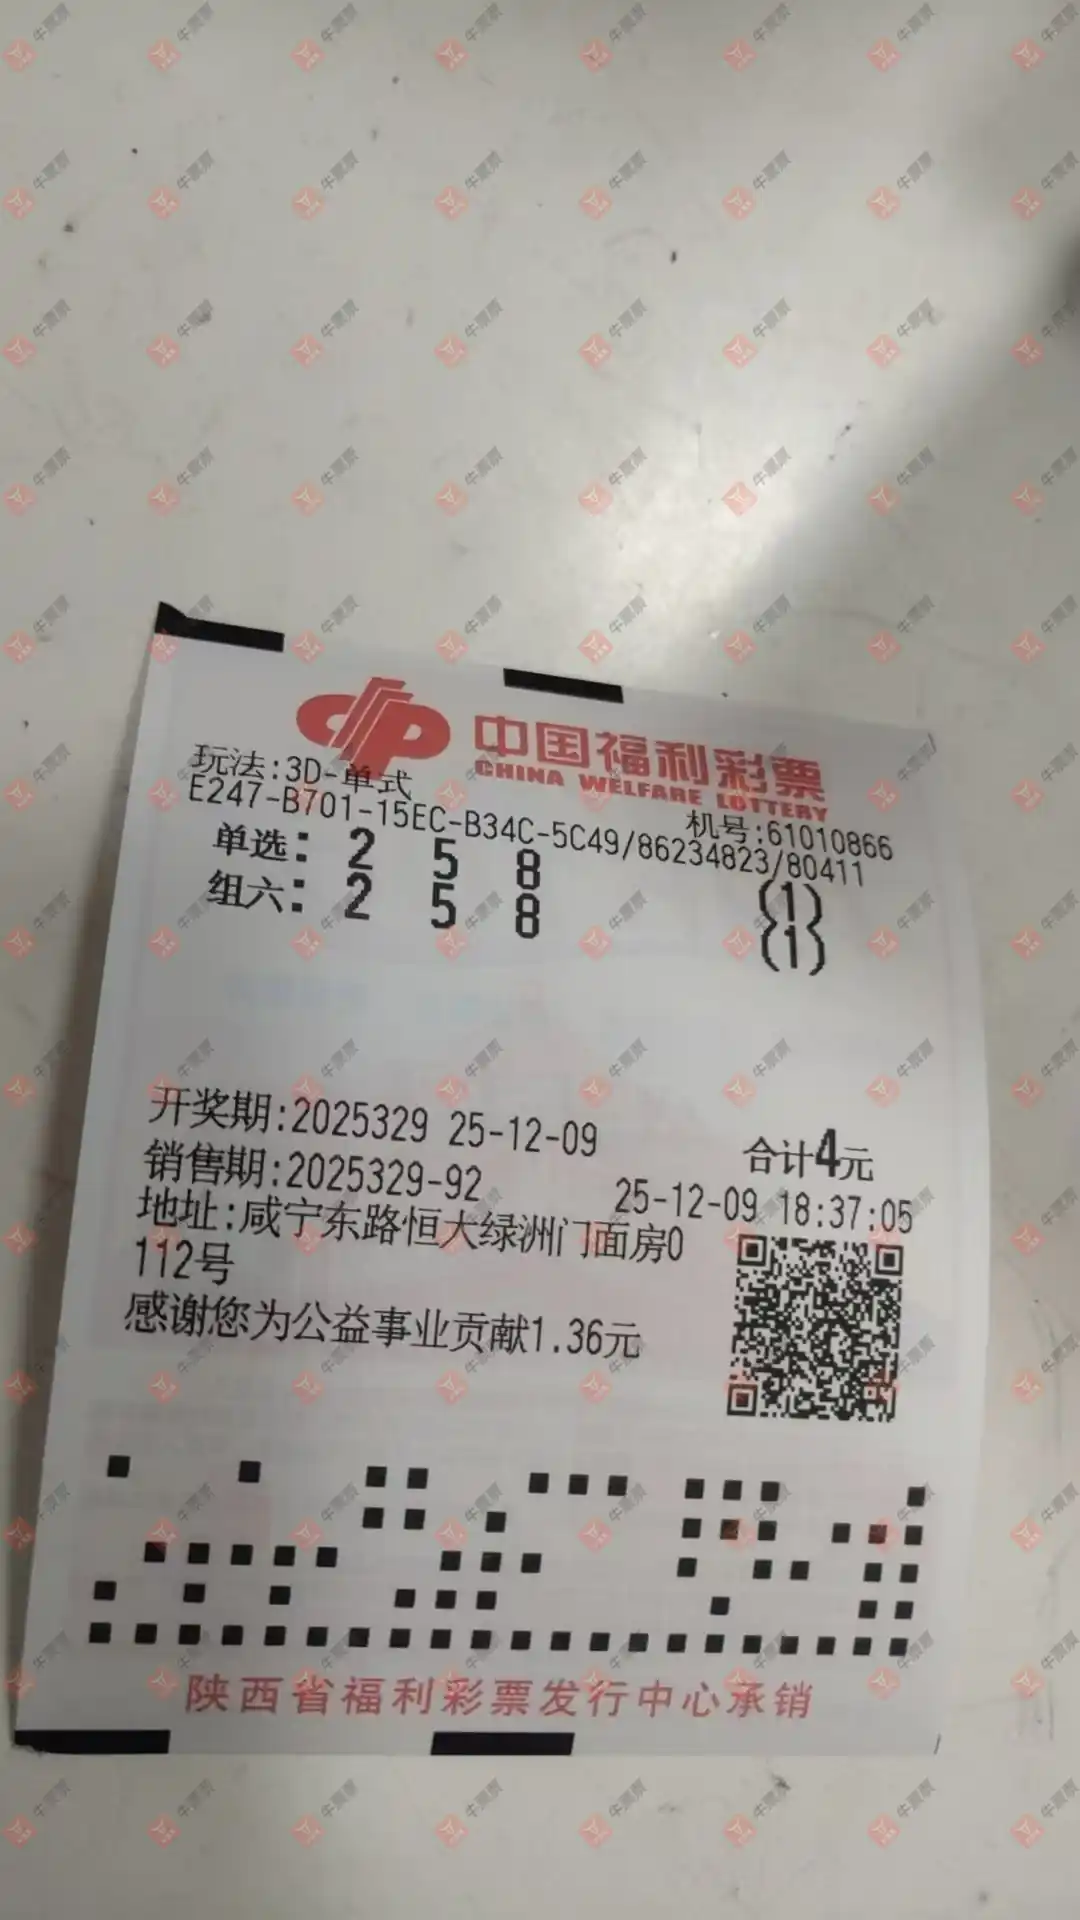 中国福利彩票
CHINA WELFARE LOTTERY
玩法:3D-单式
机号:61010866
E247-B701-15EC-B34C-5C49/86234823/80411
单选: 2 5 8 (1)
组六: 2 5 8 (1)
开奖期:2025329 25-12-09 合计4元
销售期:2025329-92 25-12-09 18:37:05
地址:咸宁东路恒大绿洲门面房0
112号
感谢您为公益事业贡献1.36元
陕西省福利彩票发行中心承销
牛票票